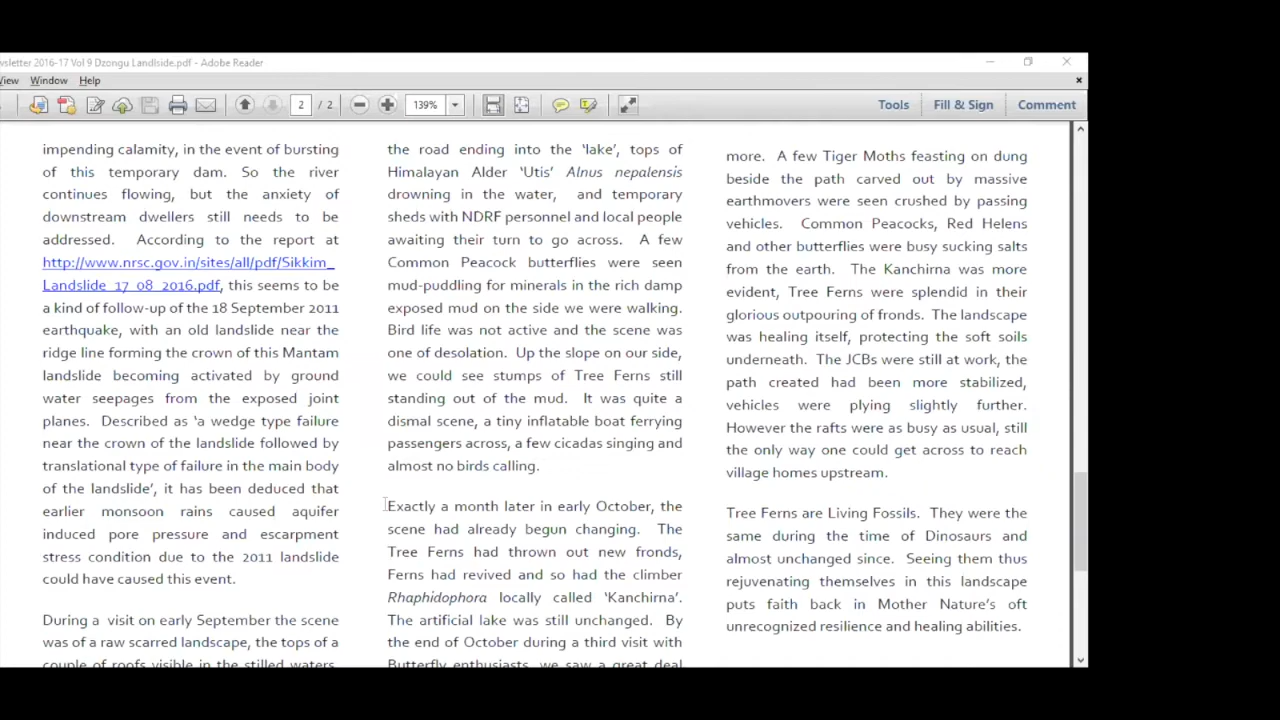 wsletter 2016-17 Vol 9 Dzongu Landlside.pdf - Adobe Reader
View Window Help
2 / 2 139% Tools Fill & Sign Comment
impending calamity, in the event of bursting
of this temporary dam. So the river
continues flowing, but the anxiety of
downstream dwellers still needs to be
addressed. According to the report at
http://www.nrsc.gov.in/sites/all/pdf/Sikkim_
Landslide_17_08_2016.pdf, this seems to be
a kind of follow-up of the 18 September 2011
earthquake, with an old landslide near the
ridge line forming the crown of this Mantam
landslide becoming activated by ground
water seepages from the exposed joint
planes. Described as ‘a wedge type failure
near the crown of the landslide followed by
translational type of failure in the main body
of the landslide’, it has been deduced that
earlier monsoon rains caused aquifer
induced pore pressure and escarpment
stress condition due to the 2011 landslide
could have caused this event.
During a visit on early September the scene
was of a raw scarred landscape, the tops of a
couple of roofs visible in the stilled waters,
the road ending into the ‘lake’, tops of
Himalayan Alder ‘Utis’ Alnus nepalensis
drowning in the water, and temporary
sheds with NDRF personnel and local people
awaiting their turn to go across. A few
Common Peacock butterflies were seen
mud-puddling for minerals in the rich damp
exposed mud on the side we were walking.
Bird life was not active and the scene was
one of desolation. Up the slope on our side,
we could see stumps of Tree Ferns still
standing out of the mud. It was quite a
dismal scene, a tiny inflatable boat ferrying
passengers across, a few cicadas singing and
almost no birds calling.
Exactly a month later in early October, the
scene had already begun changing. The
Tree Ferns had thrown out new fronds,
Ferns had revived and so had the climber
Rhaphidophora locally called ‘Kanchirna’.
The artificial lake was still unchanged. By
the end of October during a third visit with
Butterfly enthusiasts, we saw a great deal
more. A few Tiger Moths feasting on dung
beside the path carved out by massive
earthmovers were seen crushed by passing
vehicles. Common Peacocks, Red Helens
and other butterflies were busy sucking salts
from the earth. The Kanchirna was more
evident, Tree Ferns were splendid in their
glorious outpouring of fronds. The landscape
was healing itself, protecting the soft soils
underneath. The JCBs were still at work, the
path created had been more stabilized,
vehicles were plying slightly further.
However the rafts were as busy as usual, still
the only way one could get across to reach
village homes upstream.
Tree Ferns are Living Fossils. They were the
same during the time of Dinosaurs and
almost unchanged since. Seeing them thus
rejuvenating themselves in this landscape
puts faith back in Mother Nature’s oft
unrecognized resilience and healing abilities.